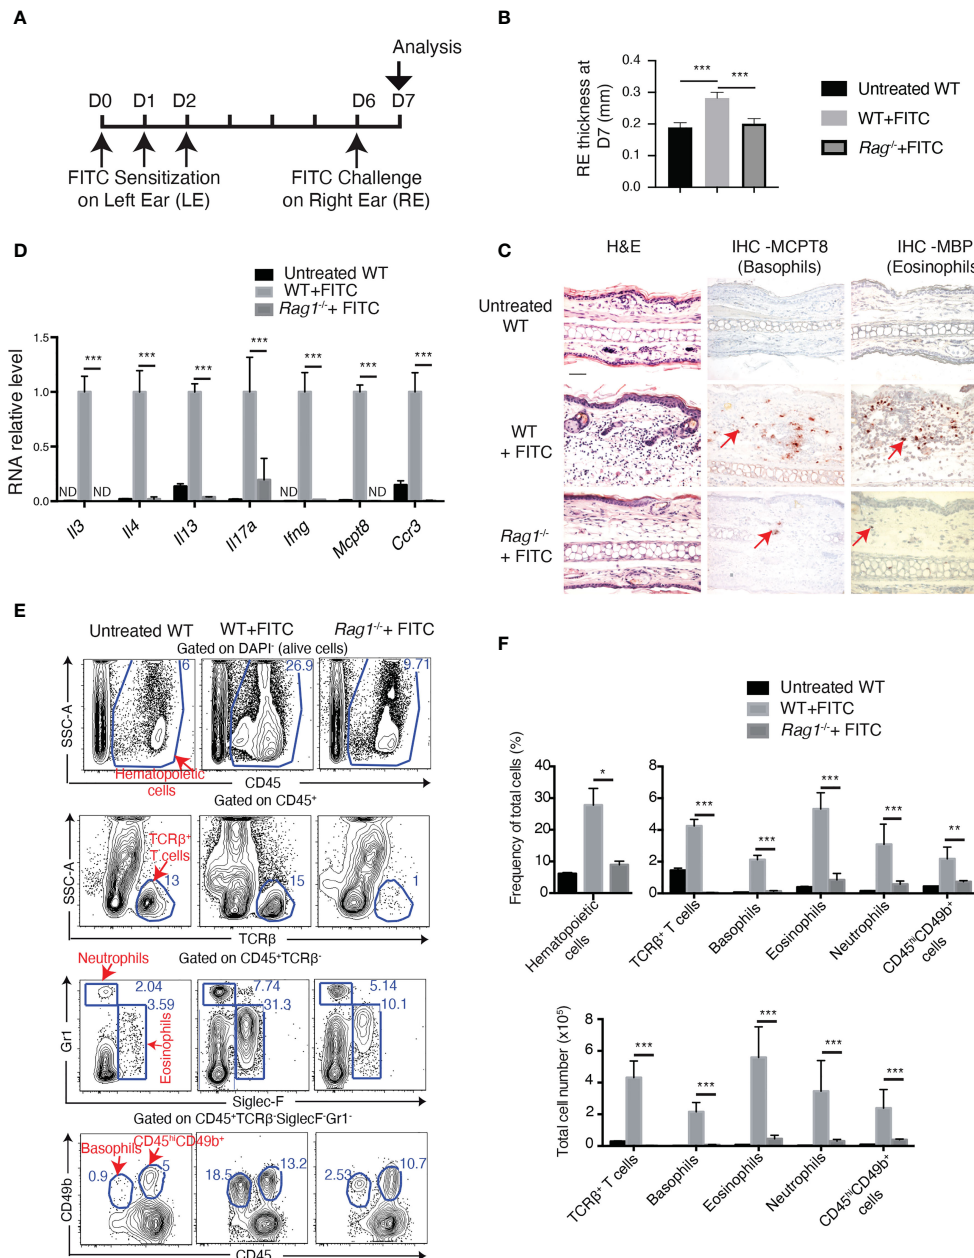 A
Analysis
D0 D1 D2 D6 D7
FITC Sensitization
on Left Ear (LE)
FITC Challenge
on Right Ear (RE)
B
RE thickness at
D7 (mm)
0.4
0.3
0.2
0.1
0.0
*** ***
Untreated WT
WT+FITC
Rag-/-+FITC
C
H&E
IHC -MCPT8
(Basophils)
IHC -MBP
(Eosinophils
Untreated
WT
WT
+ FITC
Rag1-/-
+ FITC
D
Untreated WT
WT+FITC
Rag1-/-+ FITC
RNA relative level
1.5
1.0
0.5
0.0
*** *** *** *** *** *** ***
ND ND ND ND
Il3 Il4 Il13 Il17a Ifng Mcpt8 Ccr3
E
Untreated WT WT+FITC Rag1-/-+ FITC
Gated on DAPI- (alive cells)
6 26.9 9.71
SSC-A
Hematopoietic
cells
CD45
Gated on CD45+
TCRβ+
T cells
13 15 1
SSC-A
TCRβ
Gated on CD45+TCRβ-
Neutrophils
2.04 7.74 5.14
3.59 31.3 10.1
Eosinophils
Gr1
Siglec-F
Gated on CD45+TCRβ-SiglecF-Gr1-
Basophils CD45hiCD49b+
0.9 5 18.5 13.2 2.53 10.7
CD49b
CD45
F
Untreated WT
WT+FITC
Rag1-/-+ FITC
Frequency of total cells (%)
40
30
20
10
0
*
Hematopoietic
cells
8
6
4
2
0
*** *** *** *** **
TCRβ+ T cells
Basophils
Eosinophils
Neutrophils
CD45hiCD49b+
cells
Total cell number (x10⁵)
8
6
4
2
0
*** *** *** *** ***
TCRβ+ T cells
Basophils
Eosinophils
Neutrophils
CD45hiCD49b+
cells